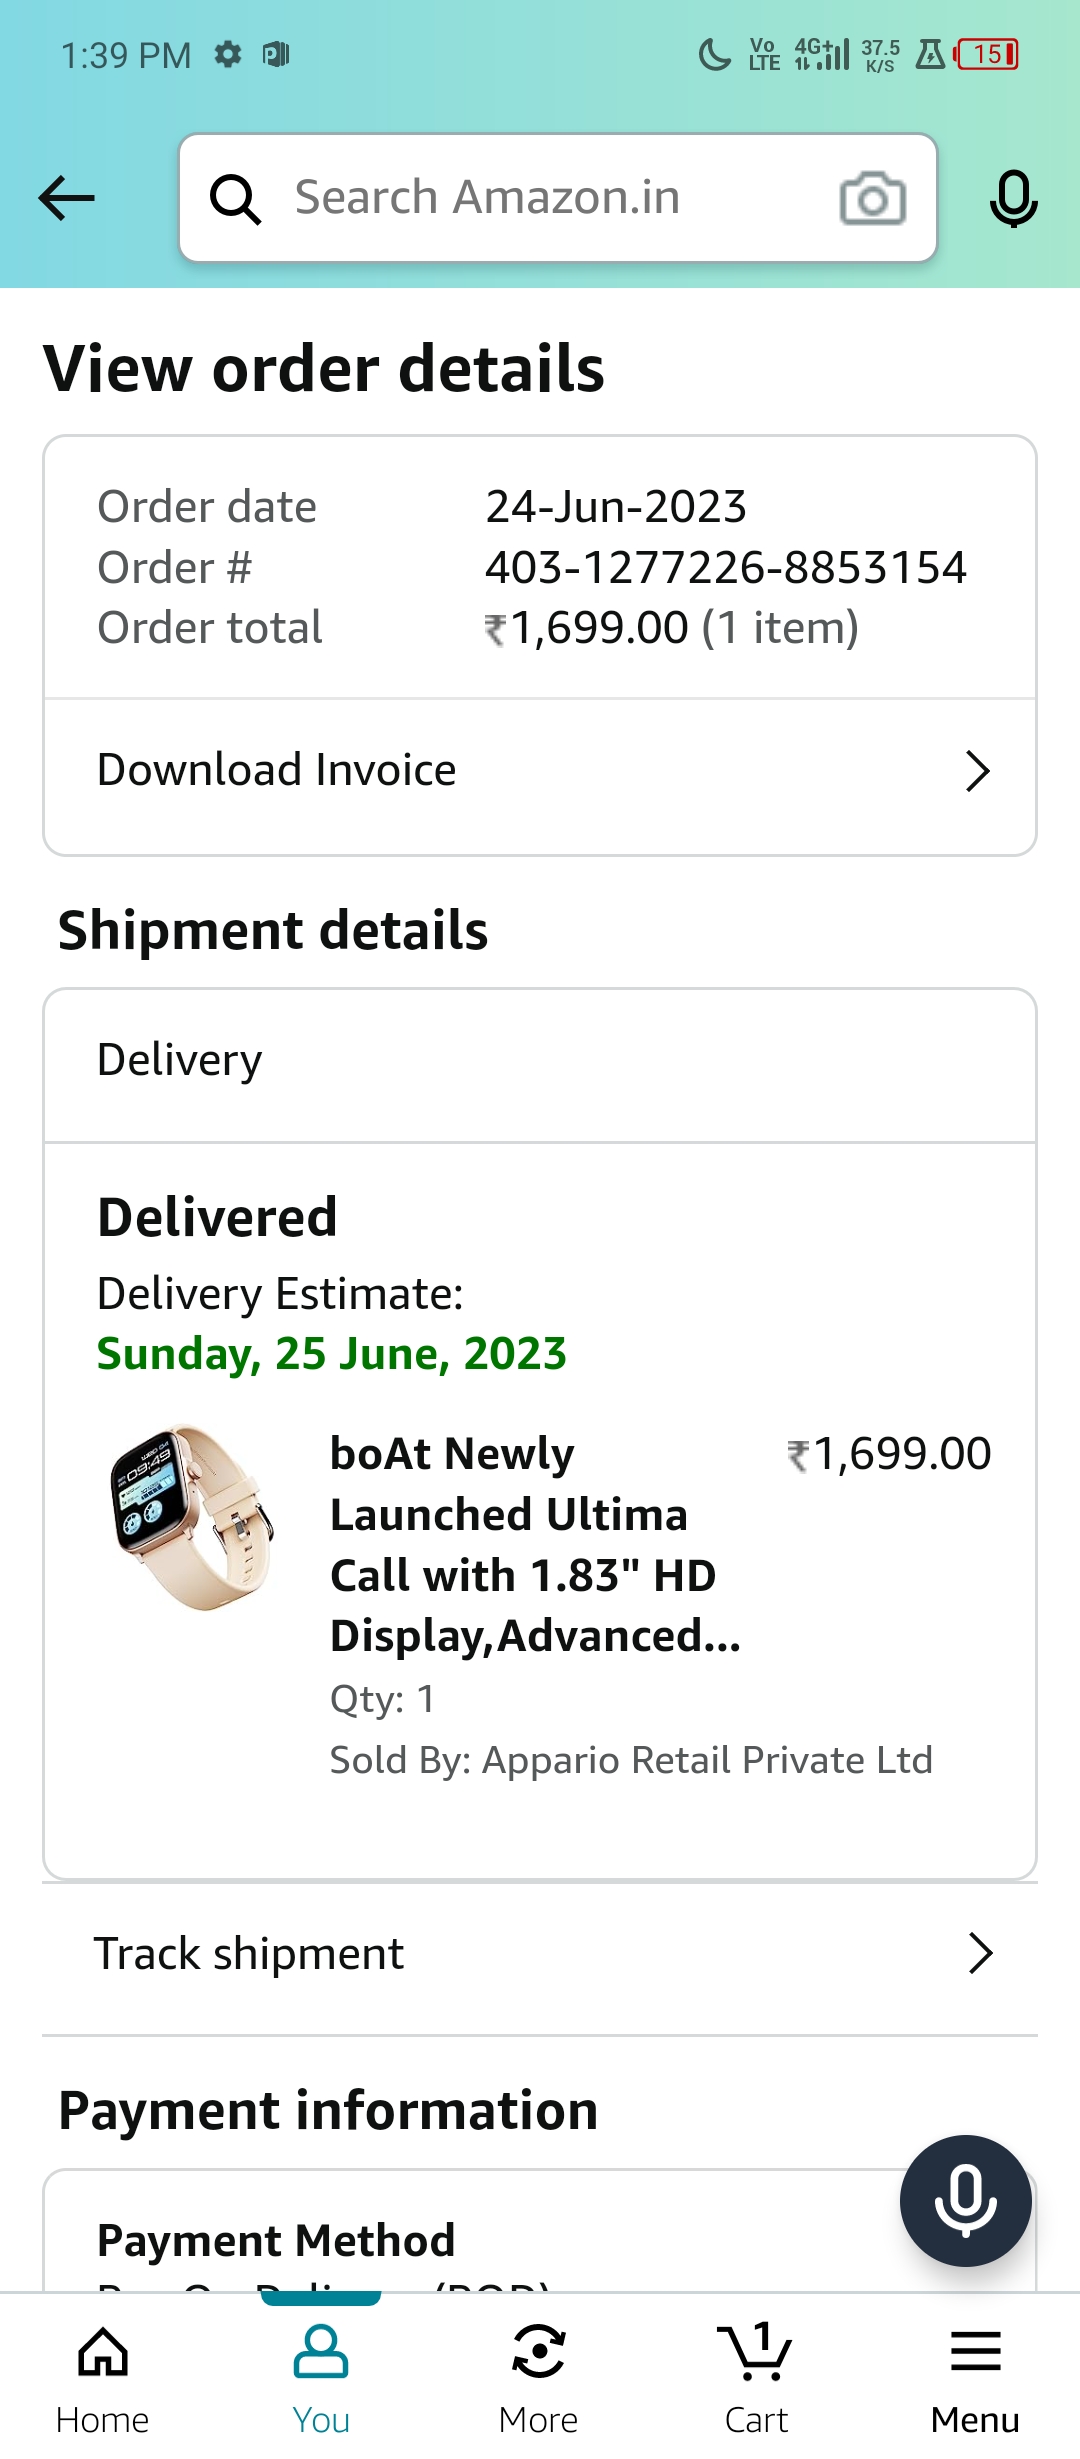 1:39 PM
Vo LTE 4G+ 37.5 K/S 15
Search Amazon.in
View order details
Order date 24-Jun-2023
Order # 403-1277226-8853154
Order total ₹1,699.00 (1 item)
Download Invoice
Shipment details
Delivery
Delivered
Delivery Estimate:
Sunday, 25 June, 2023
boAt Newly ₹1,699.00
Launched Ultima
Call with 1.83" HD
Display,Advanced...
Qty: 1
Sold By: Appario Retail Private Ltd
Track shipment
Payment information
Payment Method
1
Home You More Cart Menu